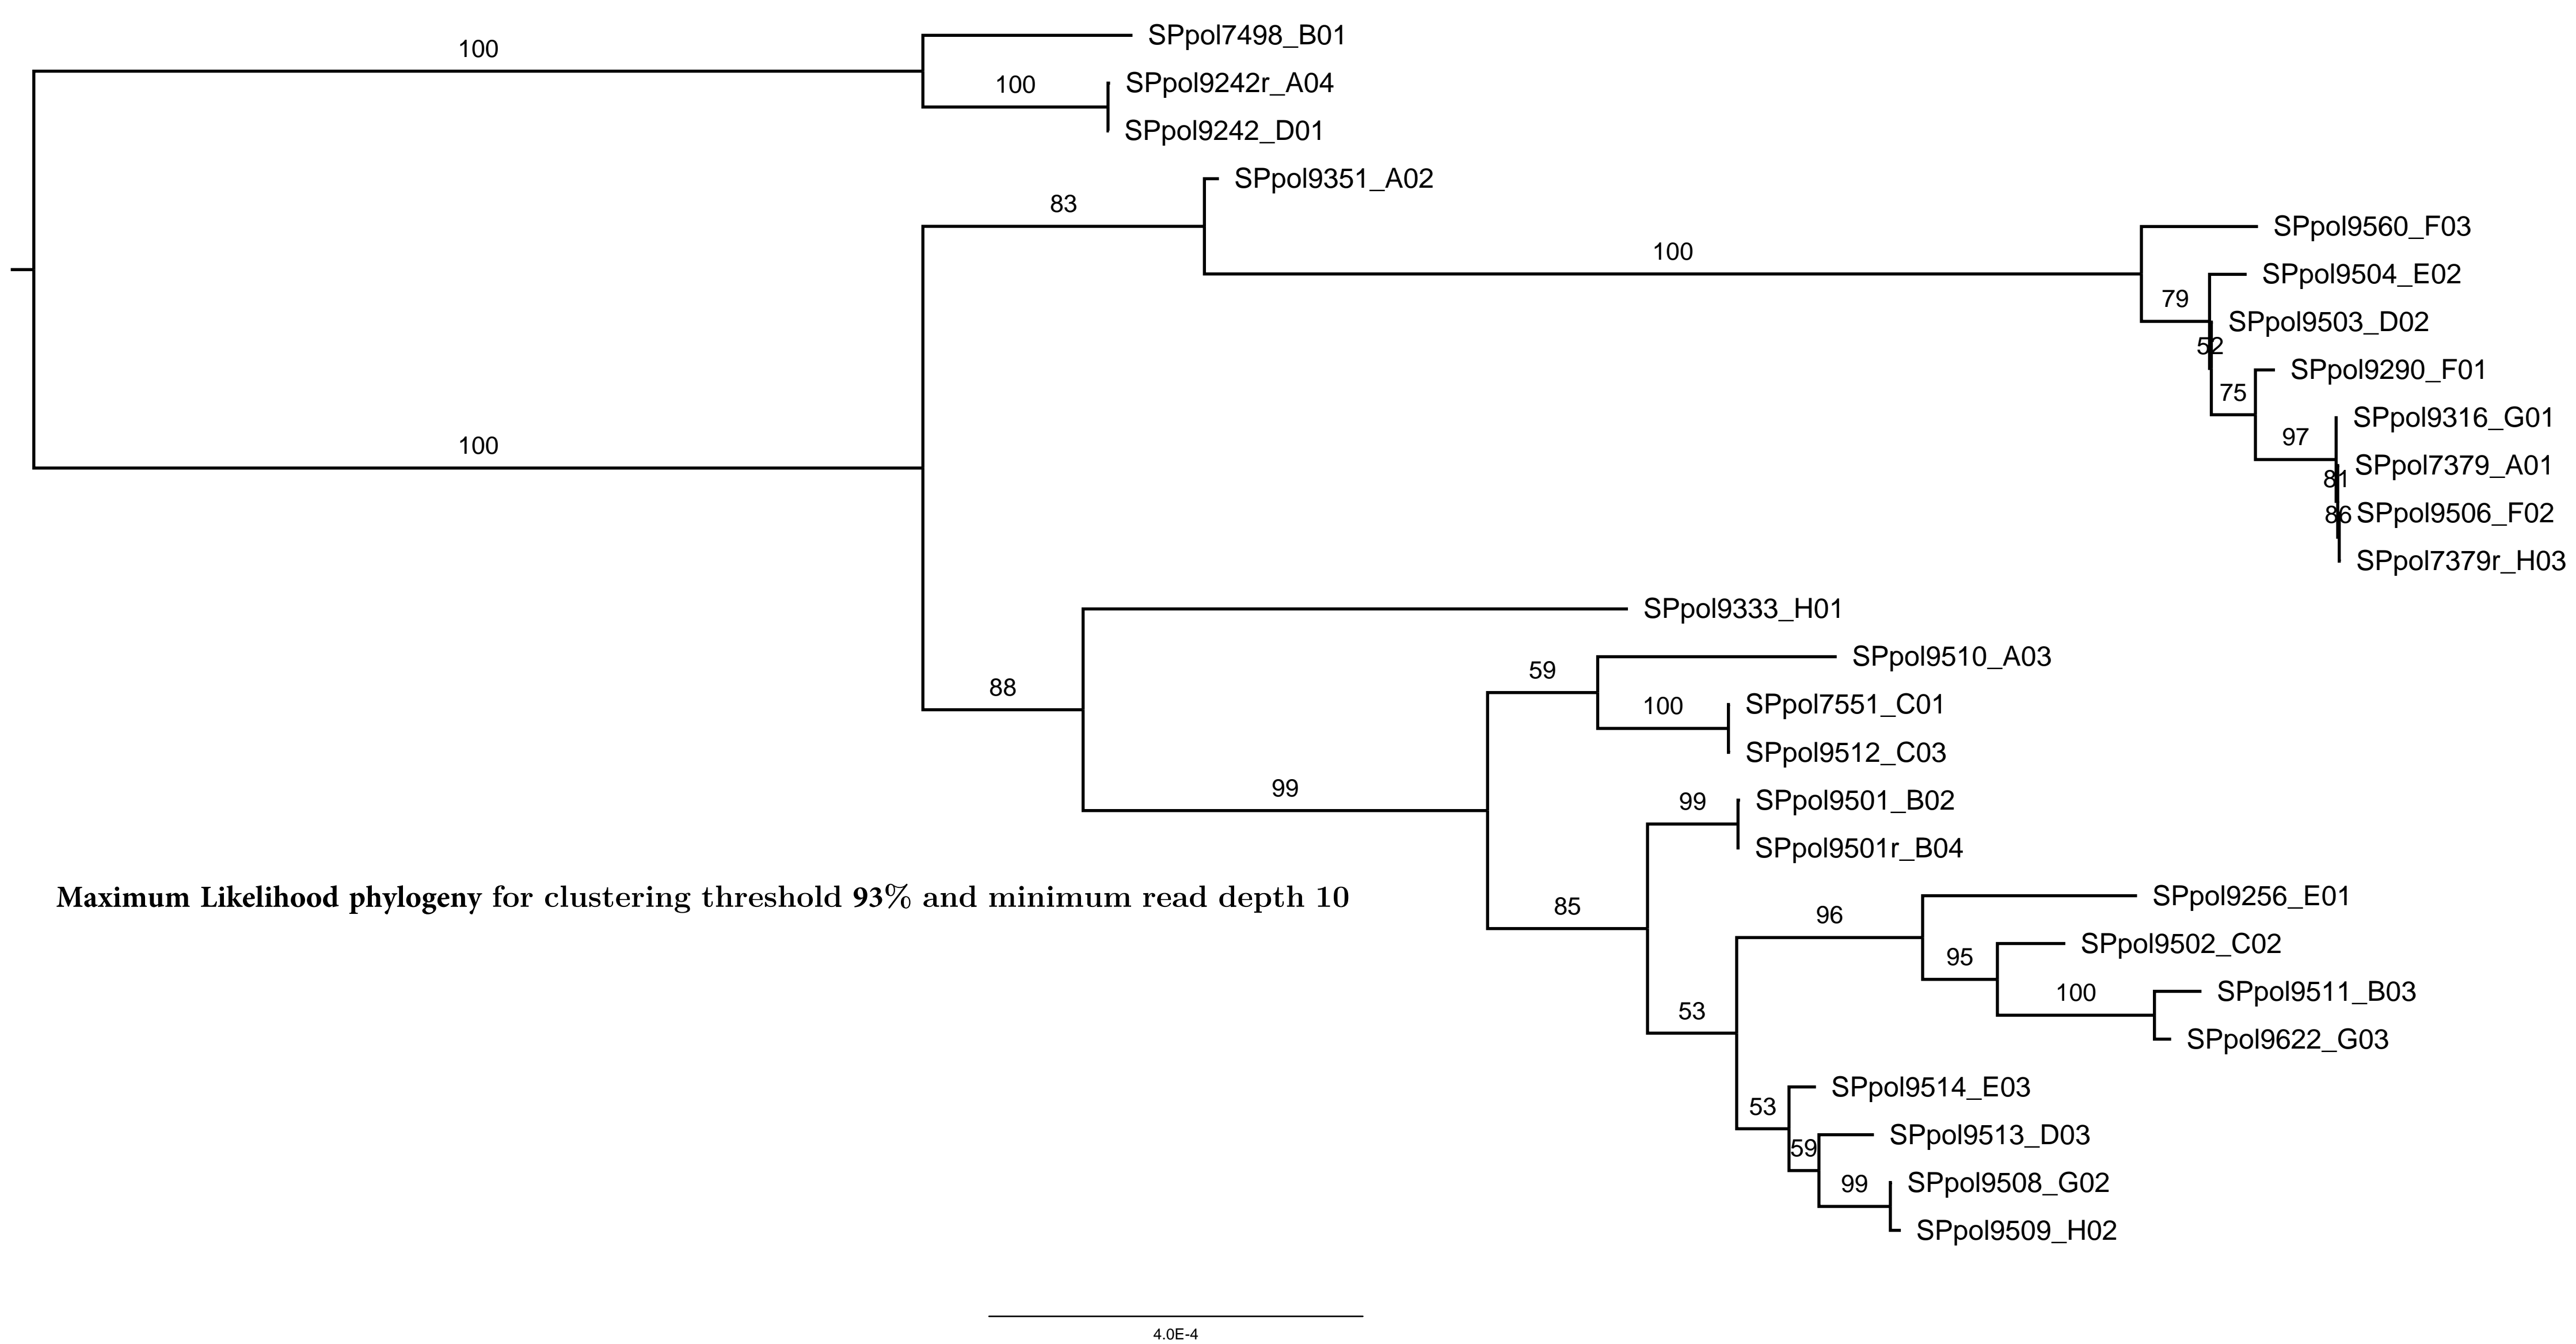 SPpol7498_B01
100
SPpol9242r_A04
100
SPpol9242_D01
SPpol9351_A02
83
SPpol9560_F03
100
SPpol9504_E02
79
SPpol9503_D02
52
SPpol9290_F01
75
SPpol9316_G01
100
97
SPpol7379_A01
81
SPpol9506_F02
86
SPpol7379r_H03
SPpol9333_H01
SPpol9510_A03
59
88
SPpol7551_C01
100
SPpol9512_C03
99
SPpol9501_B02
99
SPpol9501r_B04
Maximum Likelihood phylogeny for clustering threshold 93% and minimum read depth 10
SPpol9256_E01
85
96
SPpol9502_C02
95
SPpol9511_B03
100
53
SPpol9622_G03
SPpol9514_E03
53
SPpol9513_D03
59
SPpol9508_G02
99
SPpol9509_H02
4.0E-4